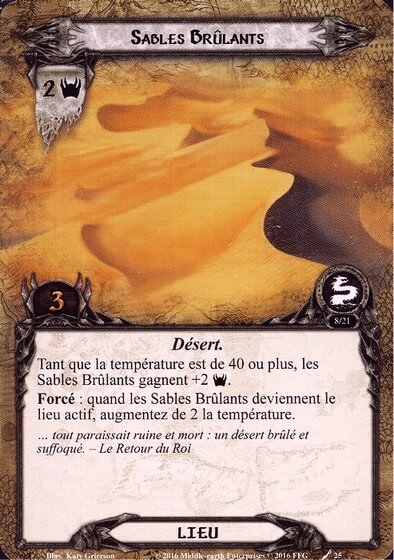 Sables Brûlants
2
3
8/21
Désert.
Tant que la température est de 40 ou plus, les
Sables Brûlants gagnent +2 .
Forcé : quand les Sables Brûlants deviennent le
lieu actif, augmentez de 2 la température.
… tout paraissait ruine et mort : un désert brûlé et
suffoqué. – Le Retour du Roi
LIEU
Illus. Katy Grierson © 2016 Middle-earth Enterprises © 2016 FFG 25